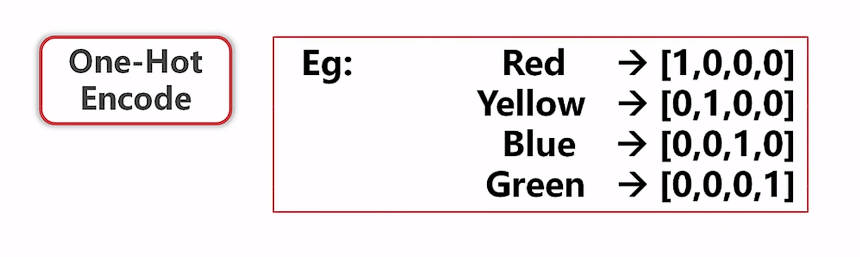 One-Hot
Encode
Eg: Red → [1,0,0,0]
Yellow → [0,1,0,0]
Blue → [0,0,1,0]
Green → [0,0,0,1]